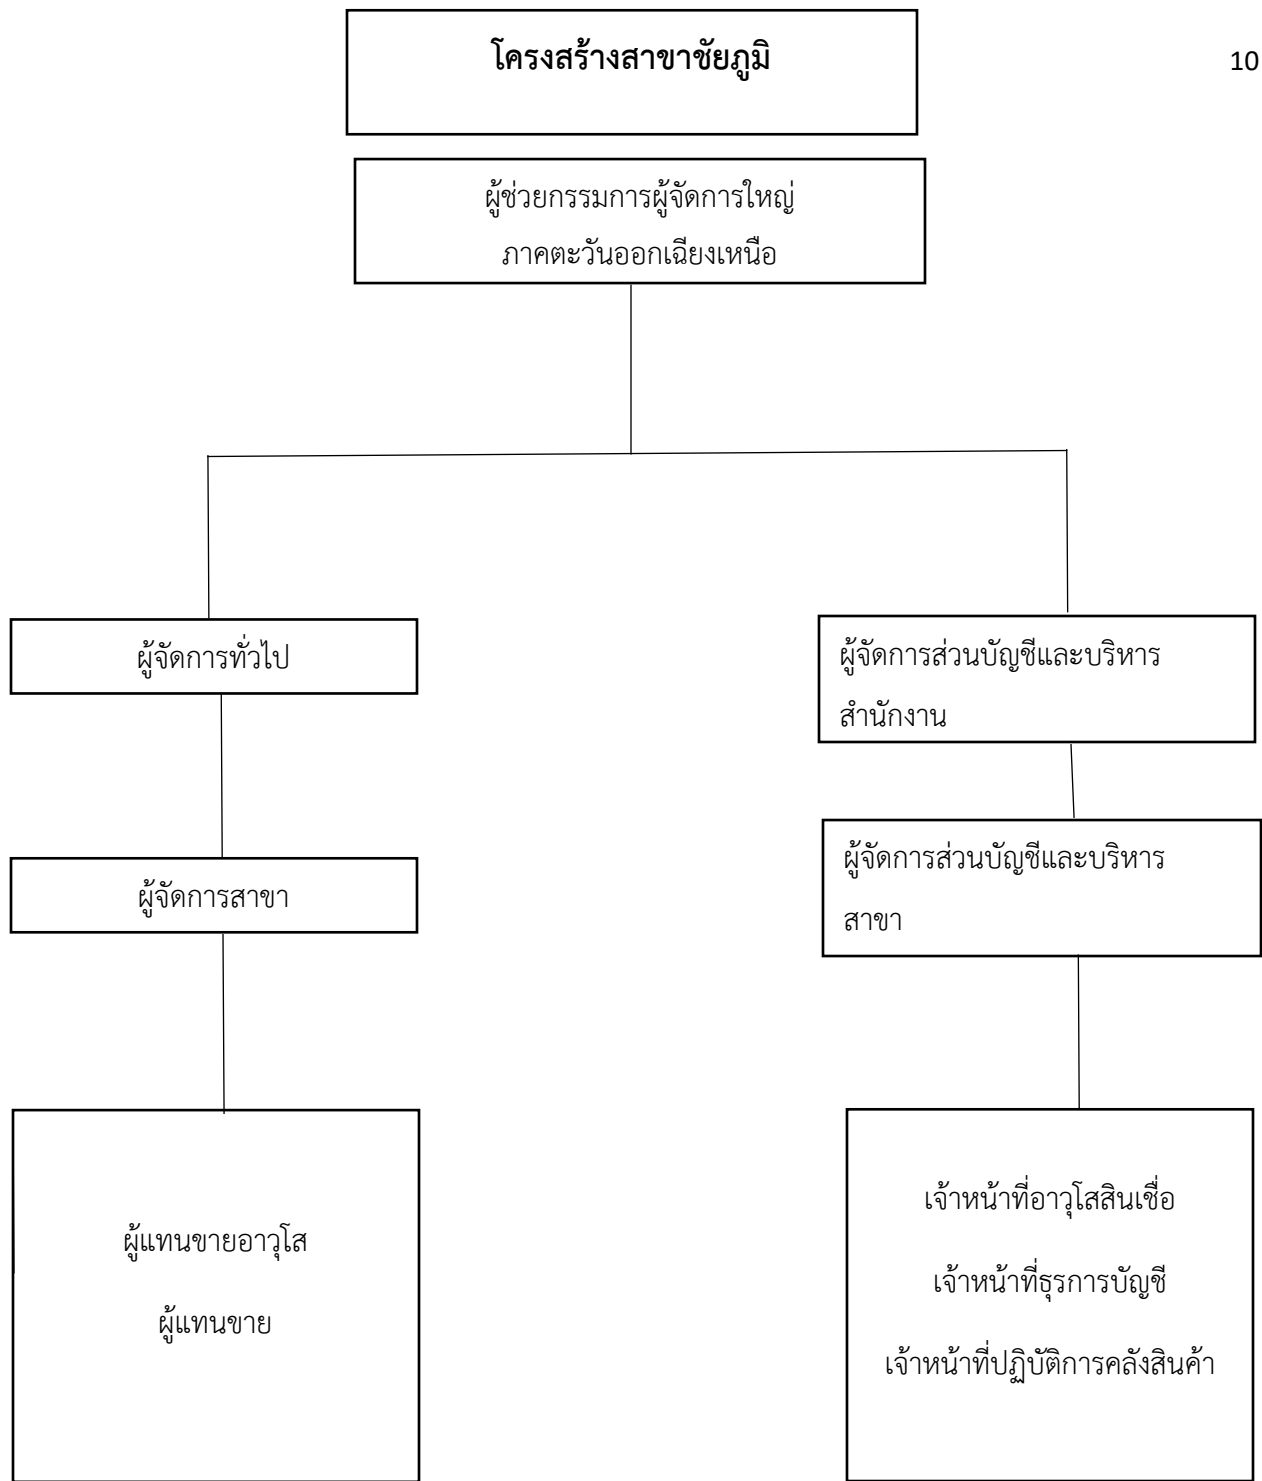 โครงสร้างสาขาชัยภูมิ
10
ผู้ช่วยกรรมการผู้จัดการใหญ่
ภาคตะวันออกเฉียงเหนือ
ผู้จัดการทั่วไป
ผู้จัดการส่วนบัญชีและบริหาร
สำนักงาน
ผู้จัดการสาขา
ผู้จัดการส่วนบัญชีและบริหาร
สาขา
ผู้แทนขายอาวุโส
ผู้แทนขาย
เจ้าหน้าที่อาวุโสสินเชื่อ
เจ้าหน้าที่ธุรการบัญชี
เจ้าหน้าที่ปฏิบัติการคลังสินค้า